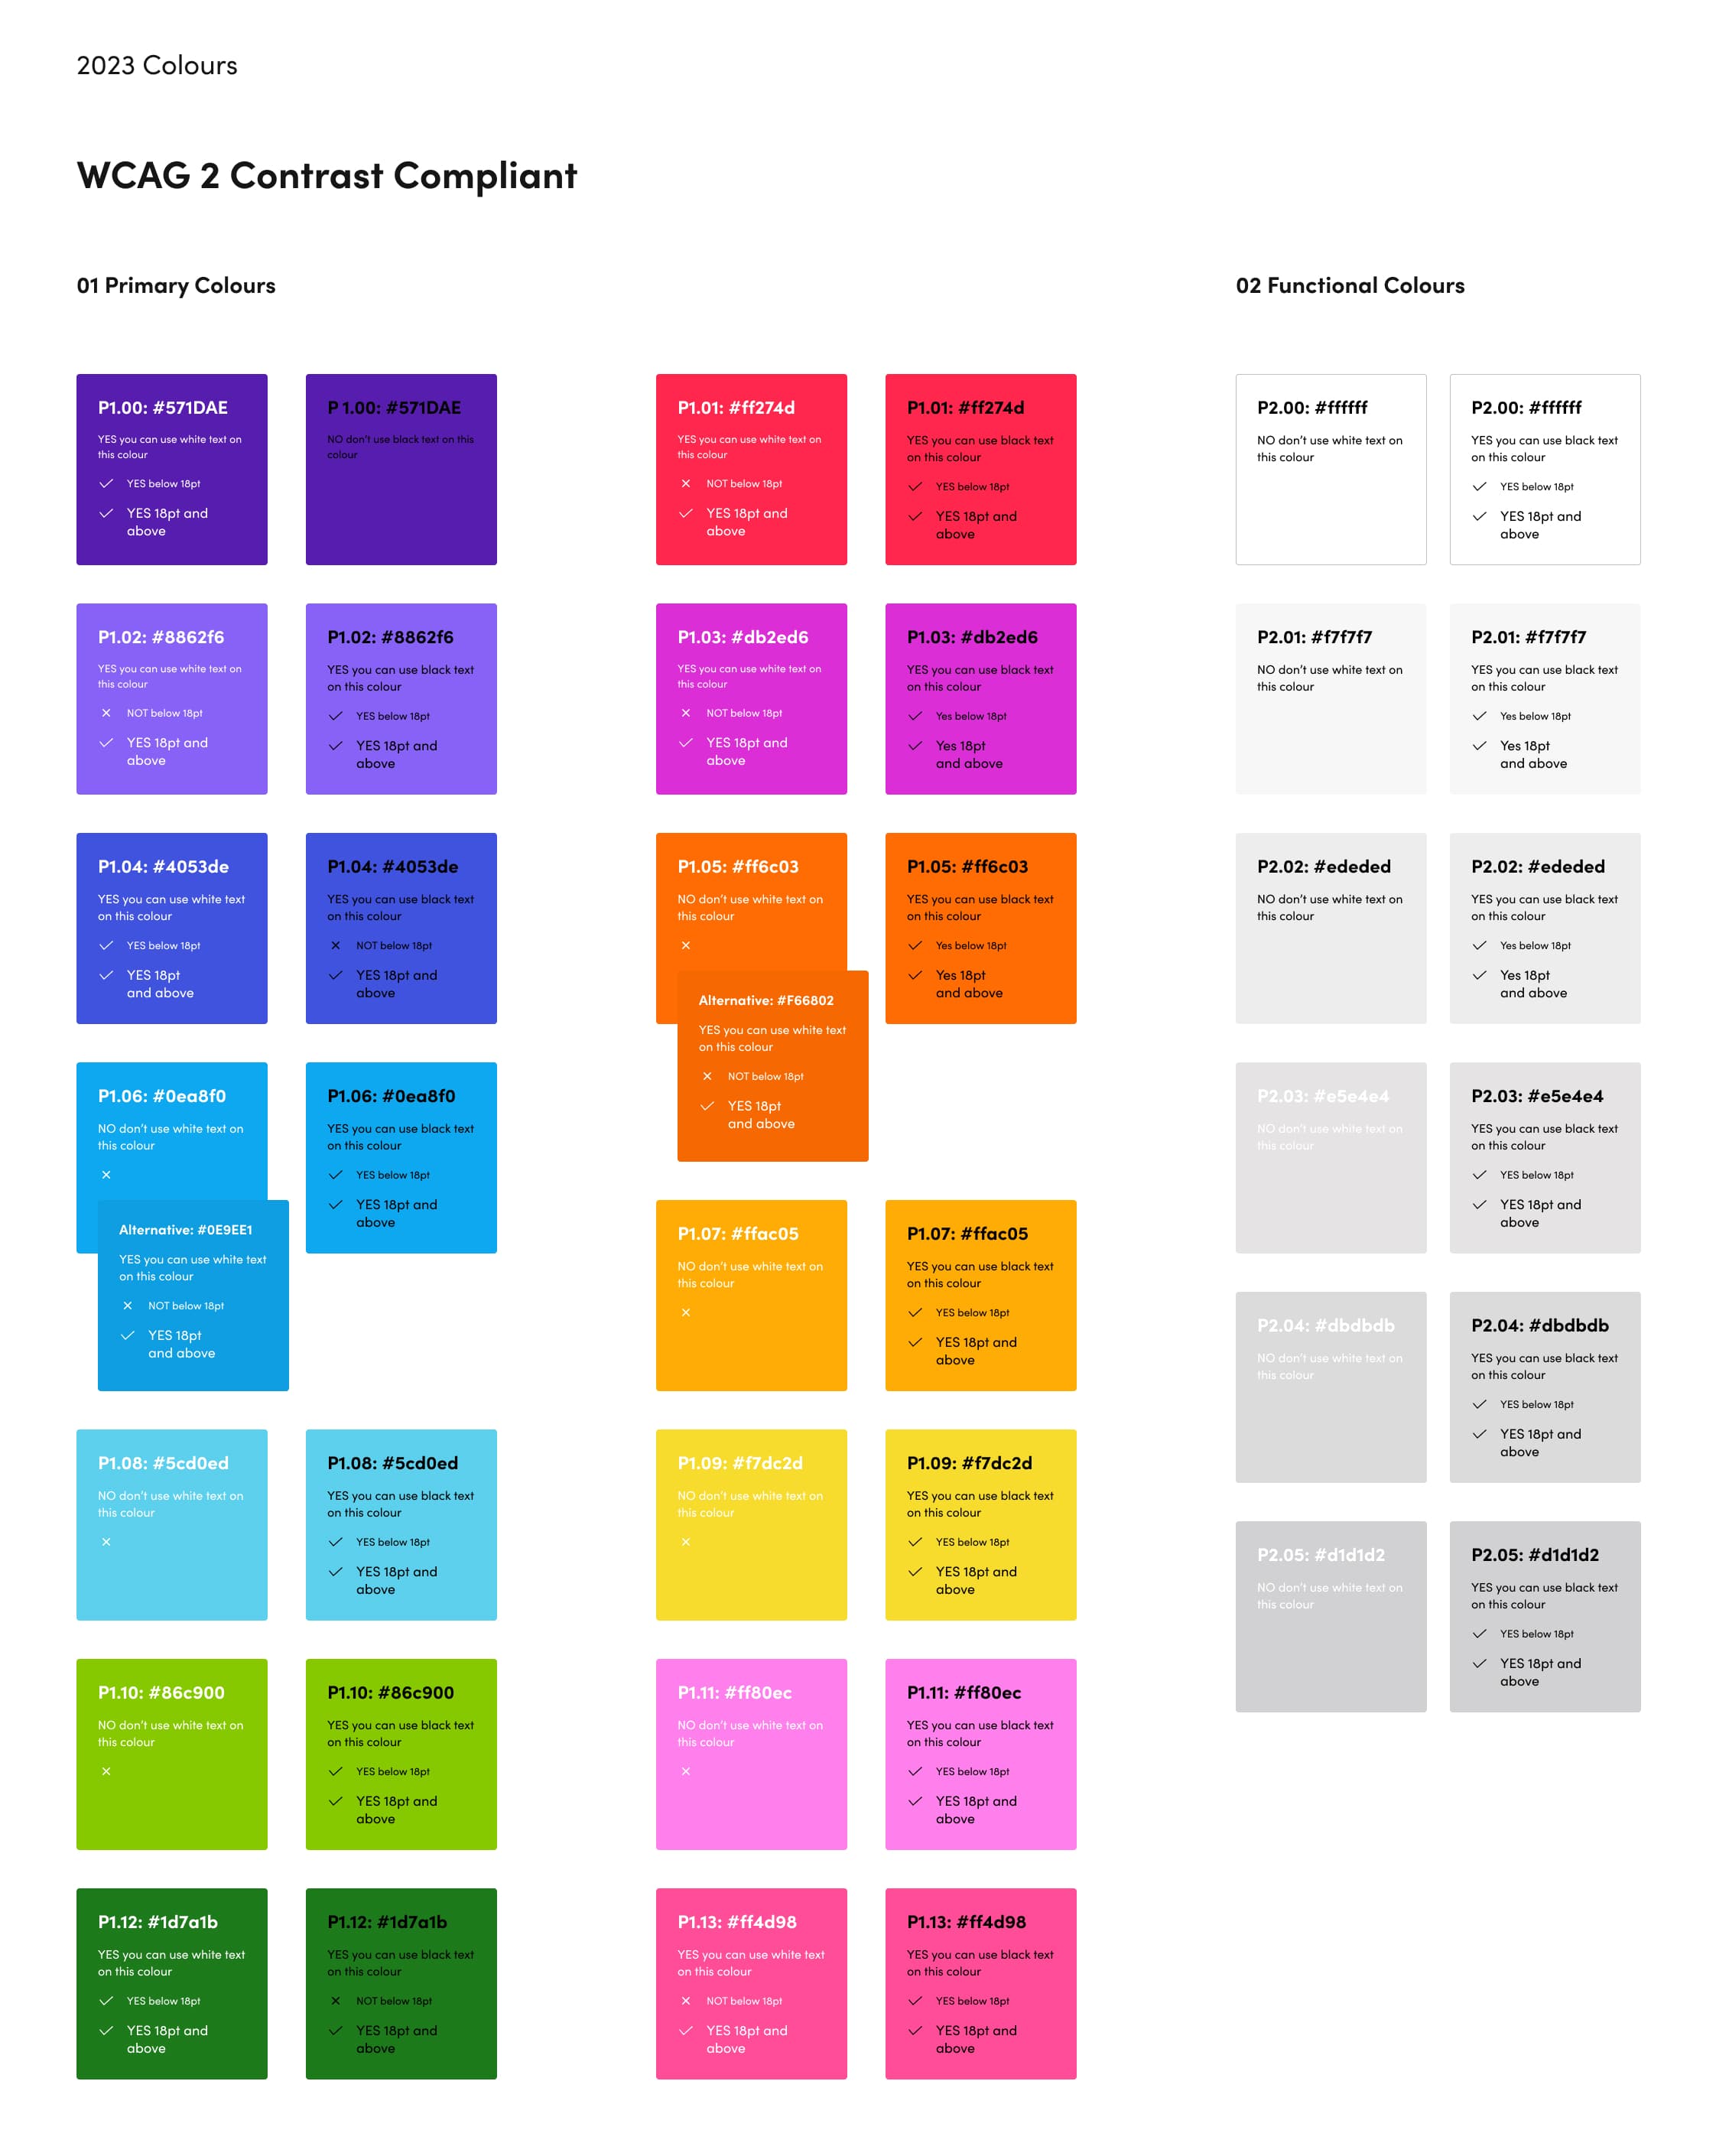 2023 Colours
WCAG 2 Contrast Compliant
01 Primary Colours
02 Functional Colours
P1.00: #571DAE
YES you can use white text on
this colour
YES below 18pt
YES 18pt and
above
P 1.00: #571DAE
NO don't use black text on this
colour
P1.01: #ff274d
YES you can use white text on
this colour
NOT below 18pt
YES 18pt and
above
P1.01: #ff274d
YES you can use black text
on this colour
YES below 18pt
YES 18pt and
above
P2.00: #ffffff
NO don't use white text on
this colour
P2.00: #ffffff
YES you can use black text
on this colour
YES below 18pt
YES 18pt and
above
P1.02: #8862f6
YES you can use white text on
this colour
NOT below 18pt
YES 18pt and
above
P1.02: #8862f6
YES you can use black text
on this colour
YES below 18pt
YES 18pt and
above
P1.03: #db2ed6
YES you can use white text on
this colour
NOT below 18pt
YES 18pt and
above
P1.03: #db2ed6
YES you can use black text
on this colour
Yes below 18pt
Yes 18pt
and above
P2.01: #f7f7f7
NO don't use white text on
this colour
P2.01: #f7f7f7
YES you can use black text
on this colour
Yes below 18pt
Yes 18pt
and above
P1.04: #4053de
YES you can use white text
on this colour
YES below 18pt
YES 18pt
and above
P1.04: #4053de
YES you can use black text
on this colour
NOT below 18pt
YES 18pt and
above
P1.05: #ff6c03
NO don't use white text on
this colour
Alternative: #F66802
YES you can use white text
on this colour
NOT below 18pt
YES 18pt
and above
P1.05: #ff6c03
YES you can use black text
on this colour
Yes below 18pt
Yes 18pt
and above
P2.02: #ededed
NO don't use white text on
this colour
P2.02: #ededed
YES you can use black text
on this colour
Yes below 18pt
Yes 18pt
and above
P1.06: #0ea8f0
NO don't use white text on
this colour
Alternative: #0E9EE1
YES you can use white text
on this colour
NOT below 18pt
YES 18pt
and above
P1.06: #0ea8f0
YES you can use black text
on this colour
YES below 18pt
YES 18pt and
above
P1.07: #ffac05
NO don't use white text on
this colour
P1.07: #ffac05
YES you can use black text
on this colour
YES below 18pt
YES 18pt and
above
P2.03: #e5e4e4
NO don't use white text on
this colour
P2.03: #e5e4e4
YES you can use black text
on this colour
YES below 18pt
YES 18pt and
above
P2.04: #dbdbdb
NO don't use white text on
this colour
P2.04: #dbdbdb
YES you can use black text
on this colour
YES below 18pt
YES 18pt and
above
P1.08: #5cd0ed
NO don't use white text on
this colour
P1.08: #5cd0ed
YES you can use black text
on this colour
YES below 18pt
YES 18pt and
above
P1.09: #f7dc2d
NO don't use white text on
this colour
P1.09: #f7dc2d
YES you can use black text
on this colour
YES below 18pt
YES 18pt and
above
P2.05: #d1d1d2
NO don't use white text on
this colour
P2.05: #d1d1d2
YES you can use black text
on this colour
YES below 18pt
YES 18pt and
above
P1.10: #86c900
NO don't use white text on
this colour
P1.10: #86c900
YES you can use black text
on this colour
YES below 18pt
YES 18pt and
above
P1.11: #ff80ec
NO don't use white text on
this colour
P1.11: #ff80ec
YES you can use black text
on this colour
YES below 18pt
YES 18pt and
above
P1.12: #1d7a1b
YES you can use white text
on this colour
YES below 18pt
YES 18pt and
above
P1.12: #1d7a1b
YES you can use black text
on this colour
NOT below 18pt
YES 18pt and
above
P1.13: #ff4d98
YES you can use white text
on this colour
NOT below 18pt
YES 18pt and
above
P1.13: #ff4d98
YES you can use black text
on this colour
YES below 18pt
YES 18pt and
above